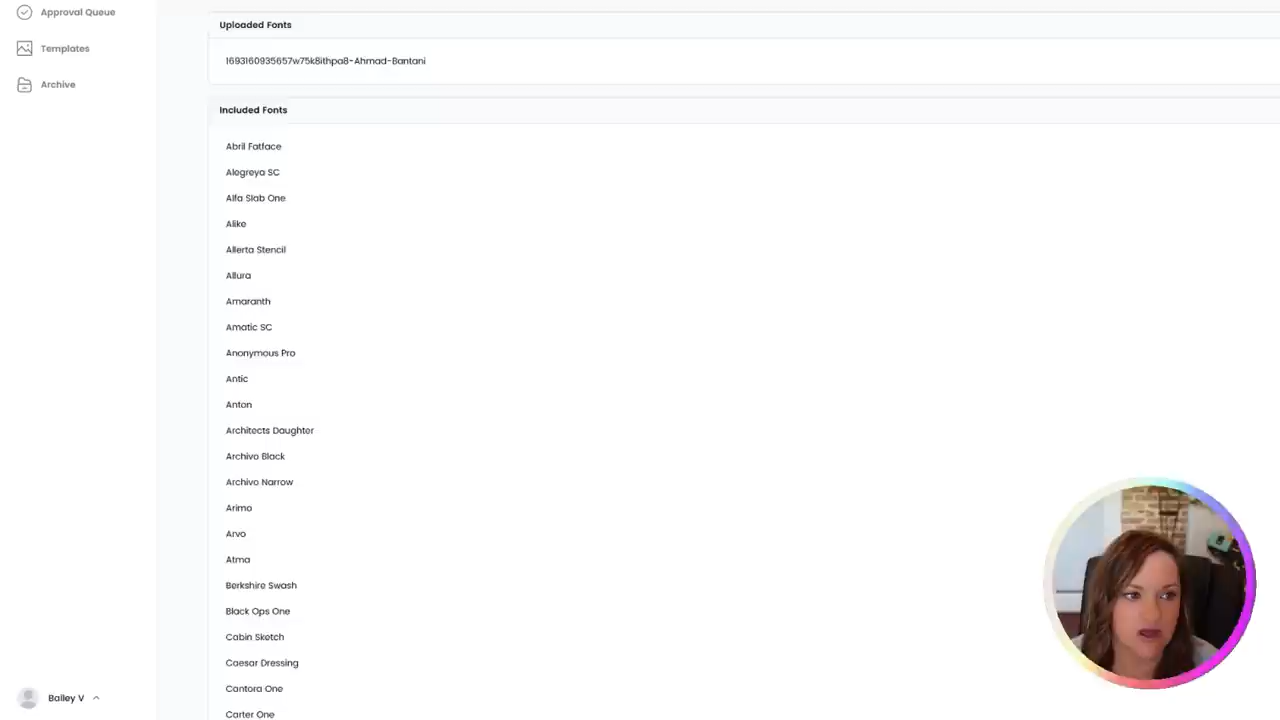 Approval Queue
Templates
Archive
Uploaded Fonts
1693160935657w75k8ithpa8-Ahmad-Bantani
Included Fonts
Abril Fatface
Alegreya SC
Alfa Slab One
Alike
Allerta Stencil
Allura
Amaranth
Amatic SC
Anonymous Pro
Antic
Anton
Architects Daughter
Archivo Black
Archivo Narrow
Arimo
Arvo
Atma
Berkshire Swash
Black Ops One
Cabin Sketch
Caesar Dressing
Cantora One
Carter One
Bailey V